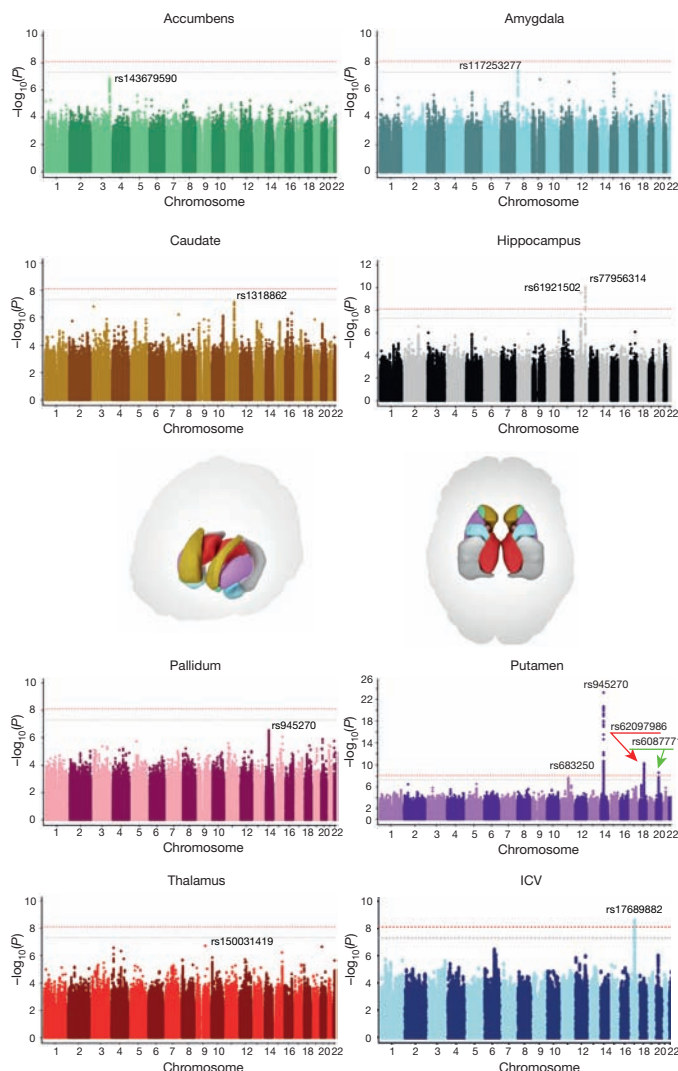 Accumbens
10
8
6
4
2
0
–log10(P)
rs143679590
1 2 3 4 5 6 7 8 9 10 12 14 16 18 20 22
Chromosome
Amygdala
10
8
6
4
2
0
–log10(P)
rs117253277
1 2 3 4 5 6 7 8 9 10 12 14 16 18 20 22
Chromosome
Caudate
10
8
6
4
2
0
–log10(P)
rs1318862
1 2 3 4 5 6 7 8 9 10 12 14 16 18 20 22
Chromosome
Hippocampus
12
10
8
6
4
2
0
–log10(P)
rs77956314
rs61921502
1 2 3 4 5 6 7 8 9 10 12 14 16 18 20 22
Chromosome
Pallidum
10
8
6
4
2
0
–log10(P)
rs945270
1 2 3 4 5 6 7 8 9 10 12 14 16 18 20 22
Chromosome
Putamen
26
22
18
14
10
6
2
0
–log10(P)
rs945270
rs62097986
rs6087771
rs683250
1 2 3 4 5 6 7 8 9 10 12 14 16 18 20 22
Chromosome
Thalamus
10
8
6
4
2
0
–log10(P)
rs150031419
1 2 3 4 5 6 7 8 9 10 12 14 16 18 20 22
Chromosome
ICV
10
8
6
4
2
0
–log10(P)
rs17689882
1 2 3 4 5 6 7 8 9 10 12 14 16 18 20 22
Chromosome